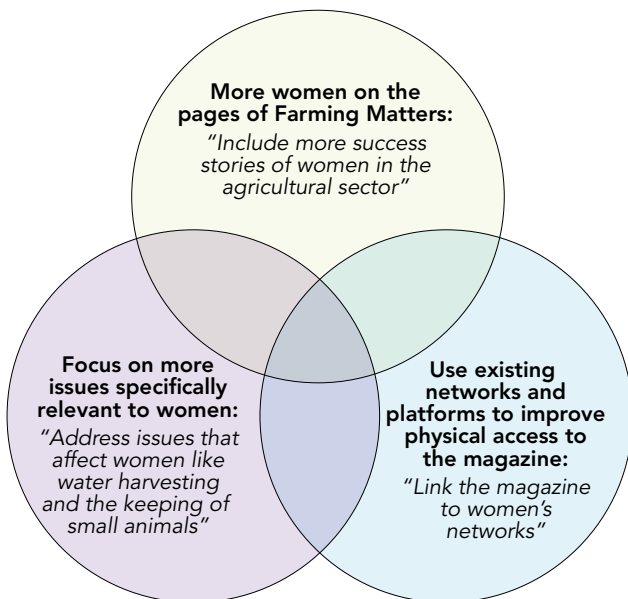 More women on the
pages of Farming Matters:
“Include more success
stories of women in the
agricultural sector”
Focus on more
issues specifically
relevant to women:
“Address issues that
affect women like
water harvesting
and the keeping of
small animals”
Use existing
networks and
platforms to improve
physical access to
the magazine:
“Link the magazine
to women’s
networks”